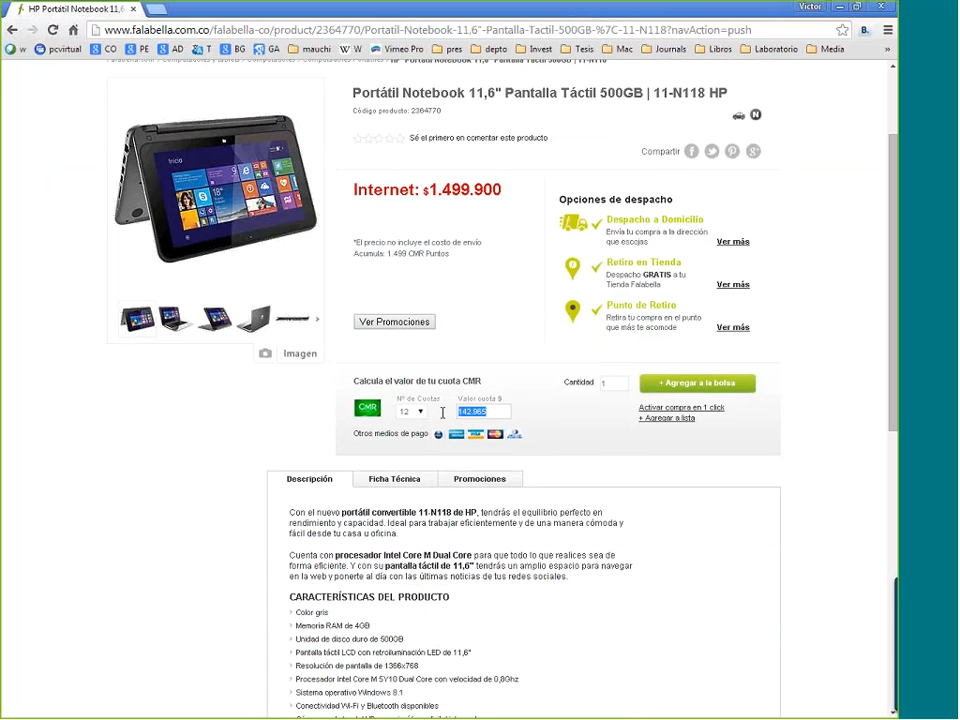 HP Portátil Notebook 11,6
Victor
www.falabella.com.co/falabella-co/product/2364770/Portatil-Notebook-11,6"-Pantalla-Tactil-500GB-%7C-11-N118?navAction=push
w pcvirtual CO PE AD T BG GA mauchi W Vimeo Pro pres depto Invest Tesis Mac Journals Libros Laboratorio Media »
Portátil Notebook 11,6" Pantalla Táctil 500GB | 11-N118 HP
Código producto: 2364770
N
Sé el primero en comentar este producto
Compartir
Internet: $1.499.900
Opciones de despacho
Despacho a Domicilio
Envía tu compra a la dirección
que escojas
Ver más
*El precio no incluye el costo de envío
Acumula: 1.499 CMR Puntos
Retiro en Tienda
Despacho GRATIS a tu
Tienda Falabella
Ver más
Punto de Retiro
Retira tu compra en el punto
que más te acomode
Ver más
Inicio
Ver Promociones
Imagen
Calcula el valor de tu cuota CMR
Nº de Cuotas
Valor cuota $
CMR
12
142.965
Otros medios de pago
Cantidad
1
+ Agregar a la bolsa
Activar compra en 1 click
+ Agregar a lista
Descripción
Ficha Técnica
Promociones
Con el nuevo portátil convertible 11-N118 de HP, tendrás el equilibrio perfecto en
rendimiento y capacidad. Ideal para trabajar eficientemente y de una manera cómoda y
fácil desde tu casa u oficina.
Cuenta con procesador Intel Core M Dual Core para que todo lo que realices sea de
forma eficiente. Y con su pantalla táctil de 11,6" tendrás un amplio espacio para navegar
en la web y ponerte al día con las últimas noticias de tus redes sociales.
CARACTERÍSTICAS DEL PRODUCTO
Color gris
Memoria RAM de 4GB
Unidad de disco duro de 500GB
Pantalla táctil LCD con retroiluminación LED de 11,6"
Resolución de pantalla de 1366x768
Procesador Intel Core M 5Y10 Dual Core con velocidad de 0,8Ghz
Sistema operativo Windows 8.1
Conectividad Wi-Fi y Bluetooth disponibles